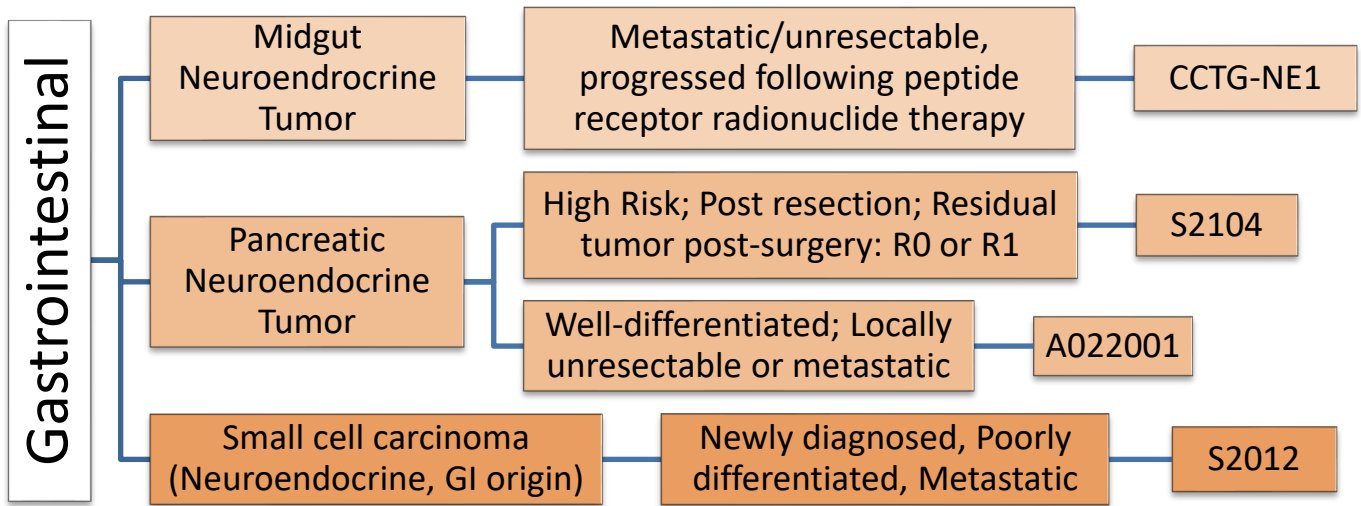 Gastrointestinal
Midgut
Neuroendrocrine
Tumor
Metastatic/unresectable,
progressed following peptide
receptor radionuclide therapy
CCTG-NE1
Pancreatic
Neuroendocrine
Tumor
High Risk; Post resection; Residual
tumor post-surgery: R0 or R1
S2104
Well-differentiated; Locally
unresectable or metastatic
A022001
Small cell carcinoma
(Neuroendocrine, GI origin)
Newly diagnosed, Poorly
differentiated, Metastatic
S2012